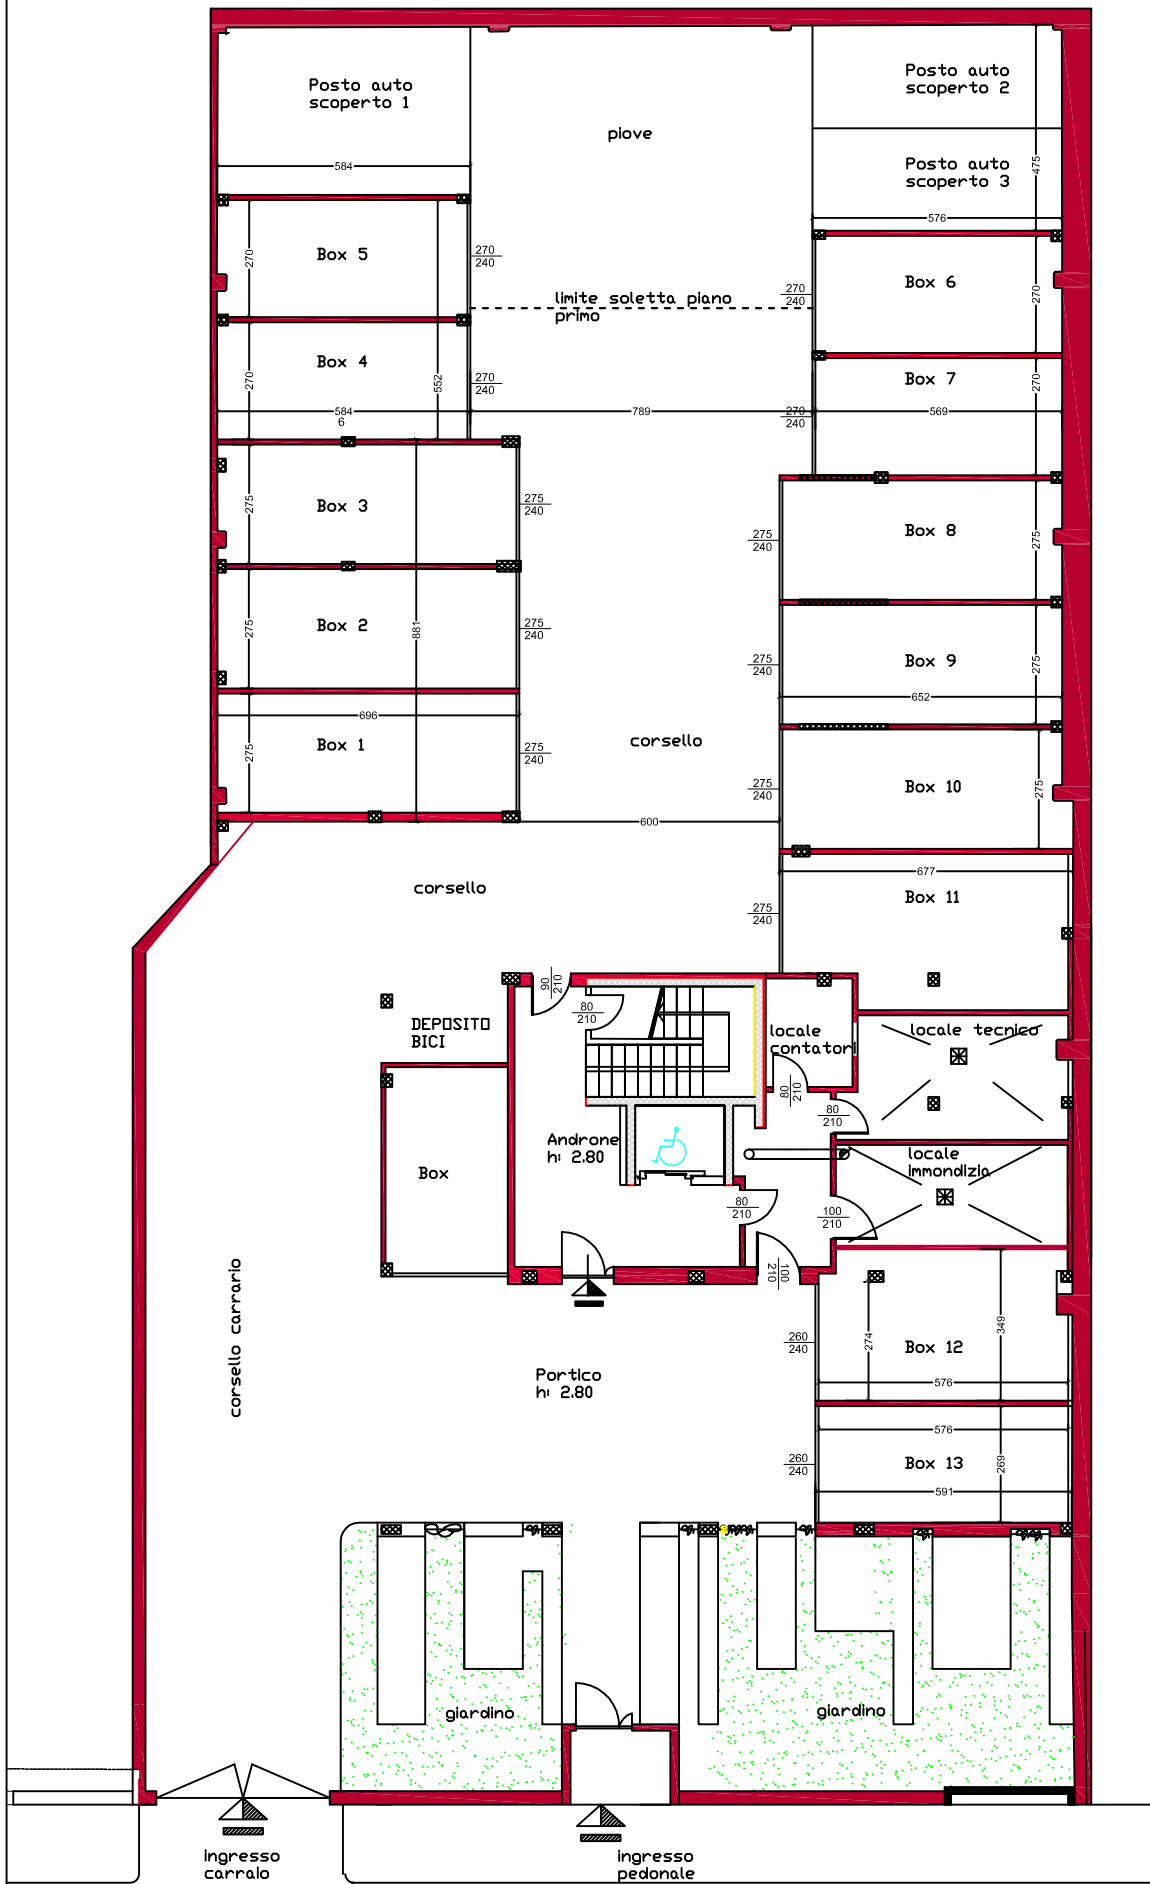 Posto auto
scoperto 1
Posto auto
scoperto 2
piove
584
Posto auto
scoperto 3
475
576
Box 5
270
270
240
Box 6
270
270
240
limite soletta piano
primo
Box 4
270
552
270
240
Box 7
270
584
6
789
270
240
569
Box 3
275
275
240
Box 8
275
275
240
Box 2
275
881
275
240
Box 9
275
275
240
652
696
Box 1
275
275
240
corsello
Box 10
275
275
240
600
677
corsello
Box 11
275
240
90
210
80
210
DEPOSITO
BICI
locale
contatori
locale tecnico
80
210
80
210
Androne
h: 2.80
locale
immondizia
Box
80
210
100
210
100
210
corsello carrario
260
240
274
349
Box 12
576
Portico
h: 2.80
576
260
240
Box 13
269
591
giardino
giardino
ingresso
carraio
ingresso
pedonale